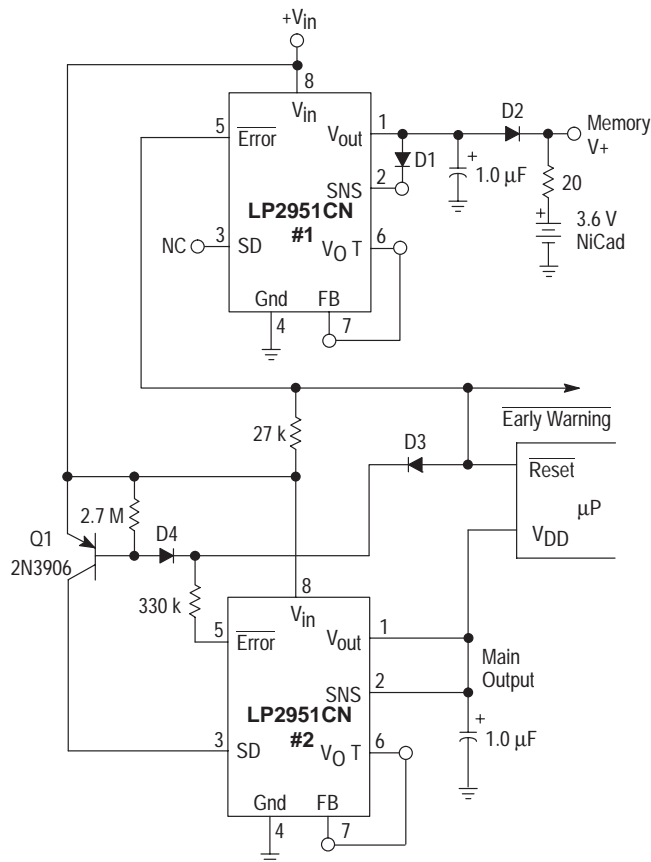 +Vin
8
Vin
5
Error
Vout
1
D2
Memory
V+
D1
SNS
2
1.0 µF
20
LP2951CN
#1
3.6 V
NiCad
NC
3
SD
VO T
6
Gnd
FB
4
7
27 k
Early Warning
D3
Reset
µP
VDD
2.7 M
D4
Q1
2N3906
330 k
8
Vin
5
Error
Vout
1
Main
Output
SNS
2
LP2951CN
#2
1.0 µF
3
SD
VO T
6
Gnd
FB
4
7